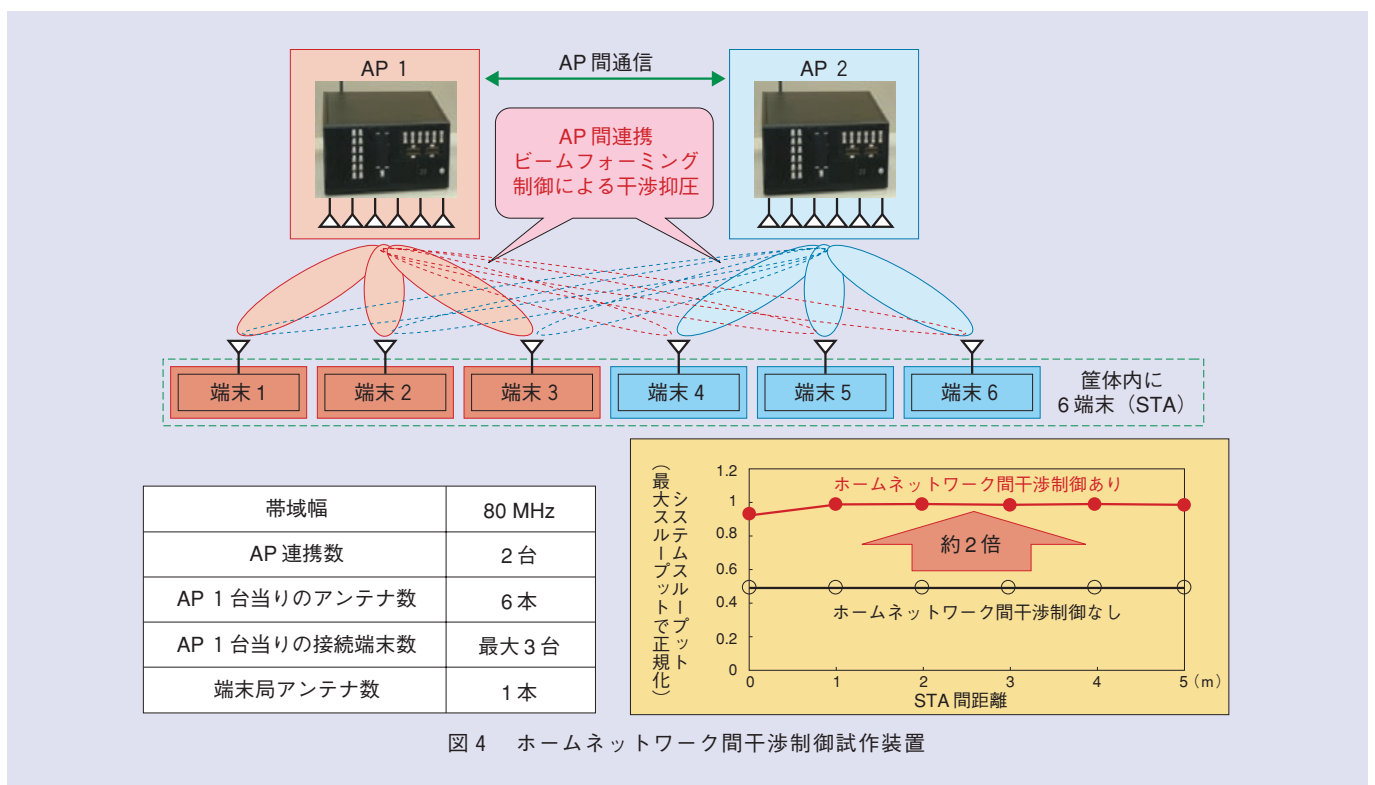 AP 1
AP 間通信
AP 2
AP 間連携
ビームフォーミング
制御による干渉抑圧
端末 1
端末 2
端末 3
端末 4
端末 5
端末 6
筐体内に
6 端末（STA）
帯域幅
80 MHz
AP 連携数
2 台
AP 1 台当りのアンテナ数
6 本
AP 1 台当りの接続端末数
最大 3 台
端末局アンテナ数
1 本
システムスループット
（最大スループットで正規化）
1.2
1
0.8
0.6
0.4
0.2
0
ホームネットワーク間干渉制御あり
約 2 倍
ホームネットワーク間干渉制御なし
0
1
2
3
4
5（m）
STA 間距離
図 4 ホームネットワーク間干渉制御試作装置